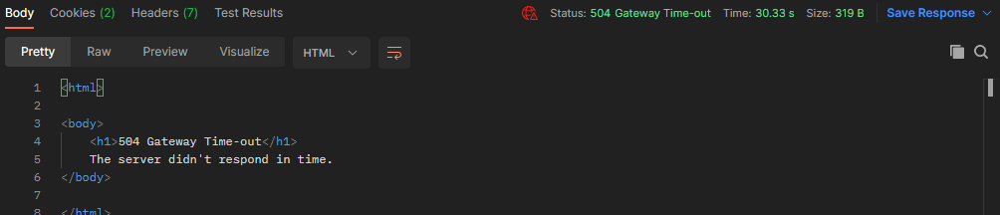 Body Cookies (2) Headers (7) Test Results Status: 504 Gateway Time-out Time: 30.33 s Size: 319 B Save Response
Pretty Raw Preview Visualize HTML
1 <html>
2
3 <body>
4 <h1>504 Gateway Time-out</h1>
5 The server didn't respond in time.
6 </body>
7
8 </html>